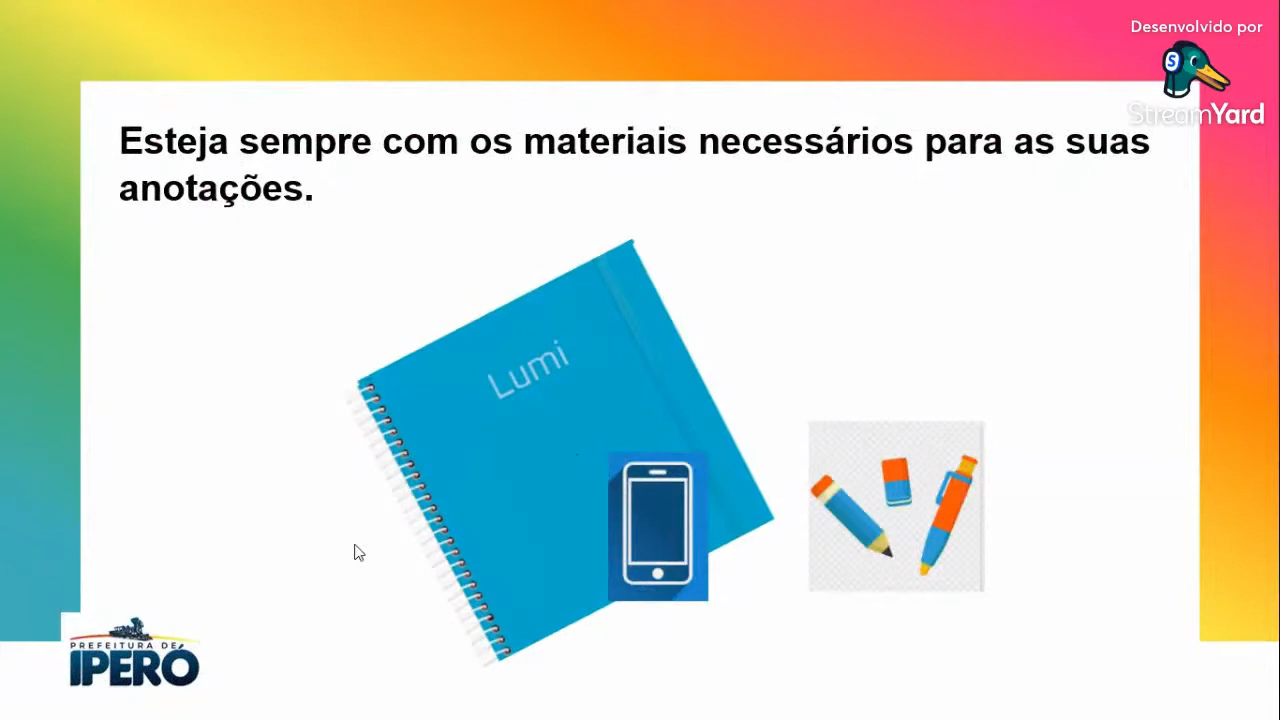 Desenvolvido por
StreamYard
Esteja sempre com os materiais necessários para as suas
anotações.
Lumi
PREFEITURA DE
IPERÓ